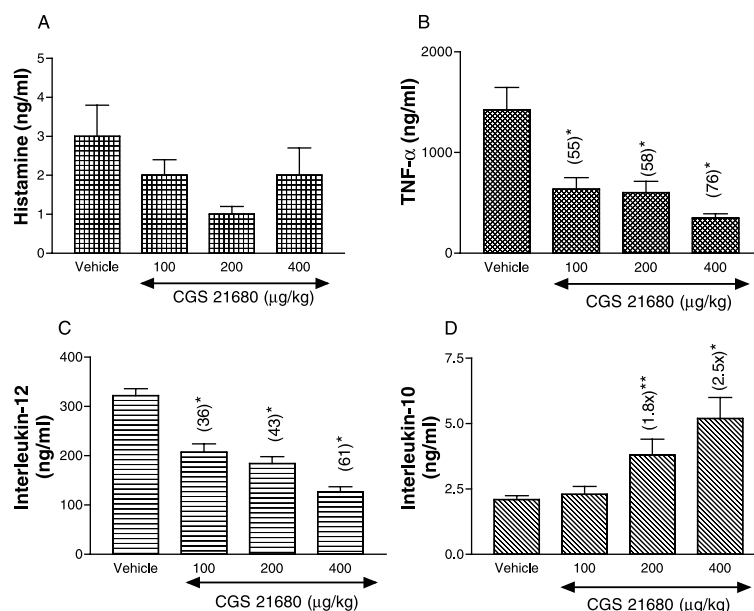 A
Histamine (ng/ml)
5
4
3
2
1
0
Vehicle 100 200 400
CGS 21680 (μg/kg)
B
TNF-α (ng/ml)
2000
1000
0
(55)*
(58)*
(76)*
Vehicle 100 200 400
CGS 21680 (μg/kg)
C
Interleukin-12
(ng/ml)
400
300
200
100
0
(36)*
(43)*
(61)*
Vehicle 100 200 400
CGS 21680 (μg/kg)
D
Interleukin-10
(ng/ml)
7.5
5.0
2.5
0.0
(1.8x)**
(2.5x)*
Vehicle 100 200 400
CGS 21680 (μg/kg)